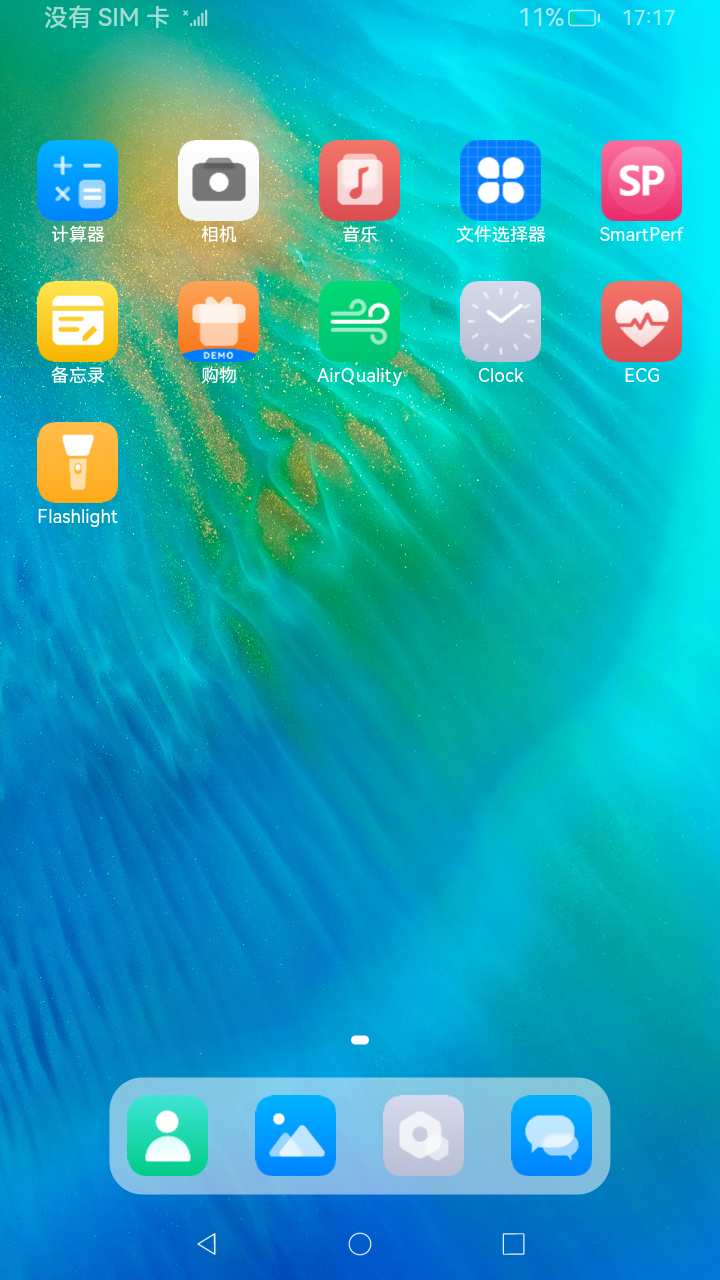 没有 SIM 卡
11%
17:17
计算器
相机
音乐
文件选择器
SP
SmartPerf
备忘录
DEMO
购物
AirQuality
Clock
ECG
Flashlight